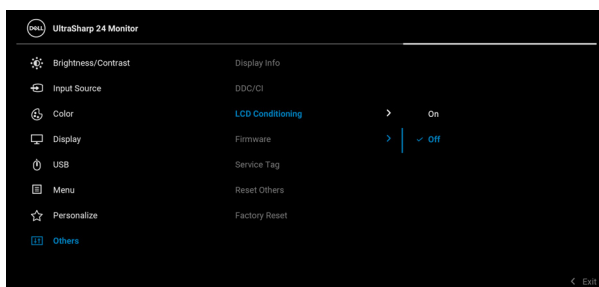 DELL
UltraSharp 24 Monitor
Brightness/Contrast
Display Info
Input Source
DDC/CI
Color
LCD Conditioning
On
Display
Firmware
Off
USB
Service Tag
Menu
Reset Others
Personalize
Factory Reset
Others
Exit